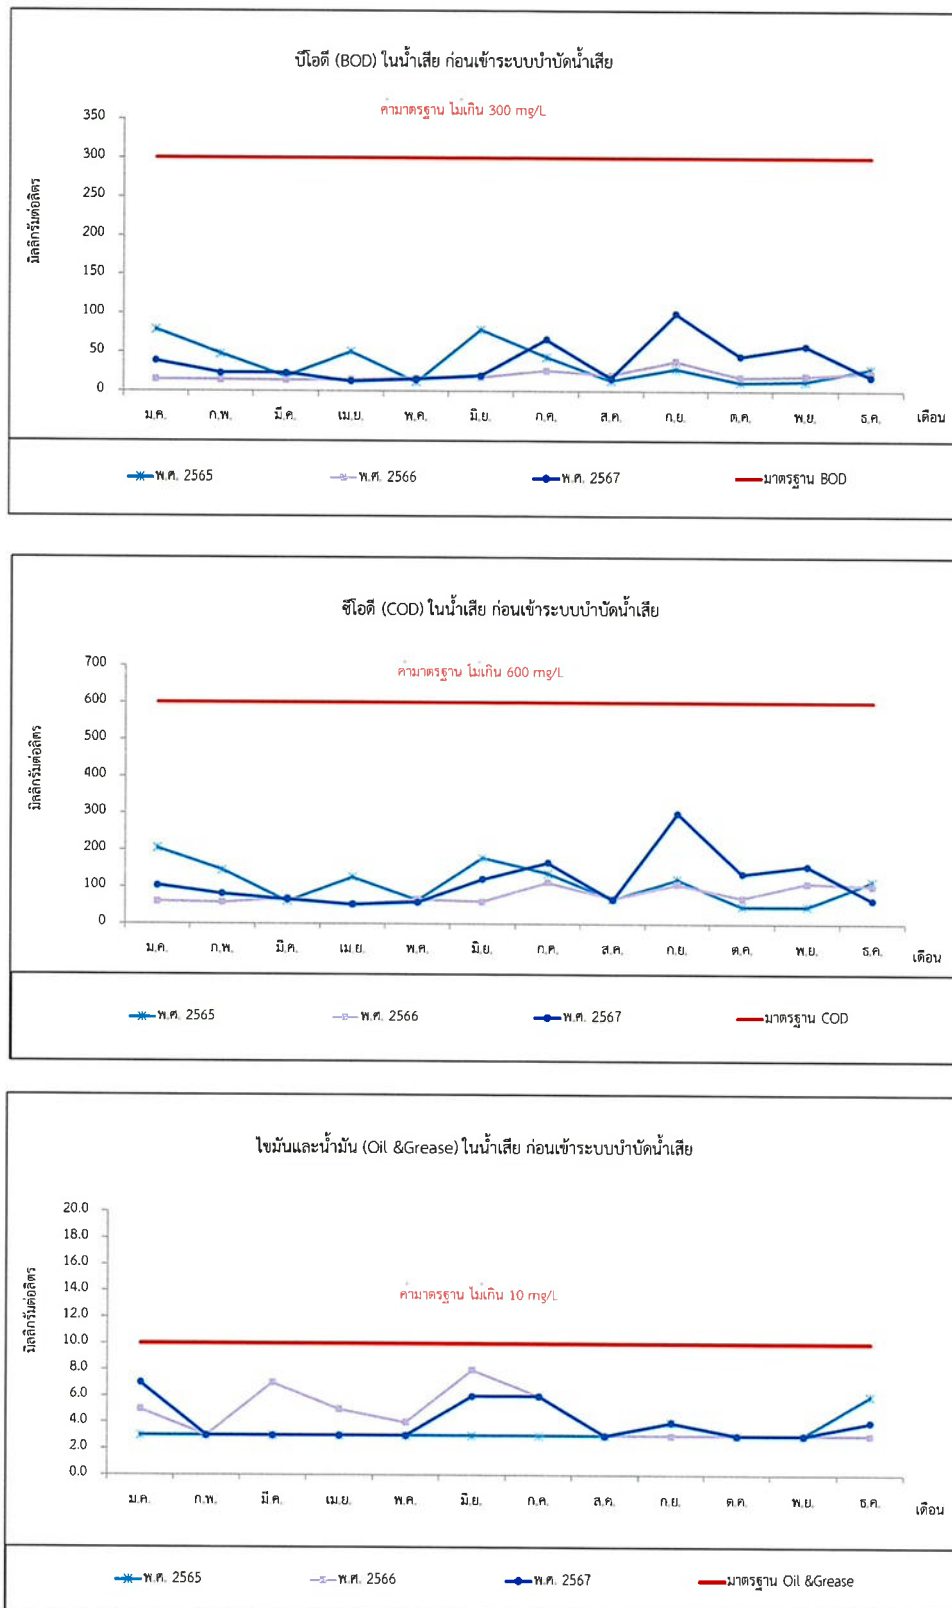 บีโอดี (BOD) ในน้ำเสีย ก่อนเข้าระบบบำบัดน้ำเสีย
ค่ามาตรฐาน ไม่เกิน 300 mg/L
มิลลิกรัมต่อลิตร
350
300
250
200
150
100
50
0
ม.ค. ก.พ. มี.ค. เม.ย. พ.ค. มิ.ย. ก.ค. ส.ค. ก.ย. ต.ค. พ.ย. ธ.ค. เดือน
พ.ศ. 2565 พ.ศ. 2566 พ.ศ. 2567 มาตรฐาน BOD
ซีโอดี (COD) ในน้ำเสีย ก่อนเข้าระบบบำบัดน้ำเสีย
ค่ามาตรฐาน ไม่เกิน 600 mg/L
มิลลิกรัมต่อลิตร
700
600
500
400
300
200
100
0
ม.ค. ก.พ. มี.ค. เม.ย. พ.ค. มิ.ย. ก.ค. ส.ค. ก.ย. ต.ค. พ.ย. ธ.ค. เดือน
พ.ศ. 2565 พ.ศ. 2566 พ.ศ. 2567 มาตรฐาน COD
ไขมันและน้ำมัน (Oil &Grease) ในน้ำเสีย ก่อนเข้าระบบบำบัดน้ำเสีย
มิลลิกรัมต่อลิตร
20.0
18.0
16.0
14.0
ค่ามาตรฐาน ไม่เกิน 10 mg/L
12.0
10.0
8.0
6.0
4.0
2.0
0.0
ม.ค. ก.พ. มี.ค. เม.ย. พ.ค. มิ.ย. ก.ค. ส.ค. ก.ย. ต.ค. พ.ย. ธ.ค. เดือน
พ.ศ. 2565 พ.ศ. 2566 พ.ศ. 2567 มาตรฐาน Oil &Grease